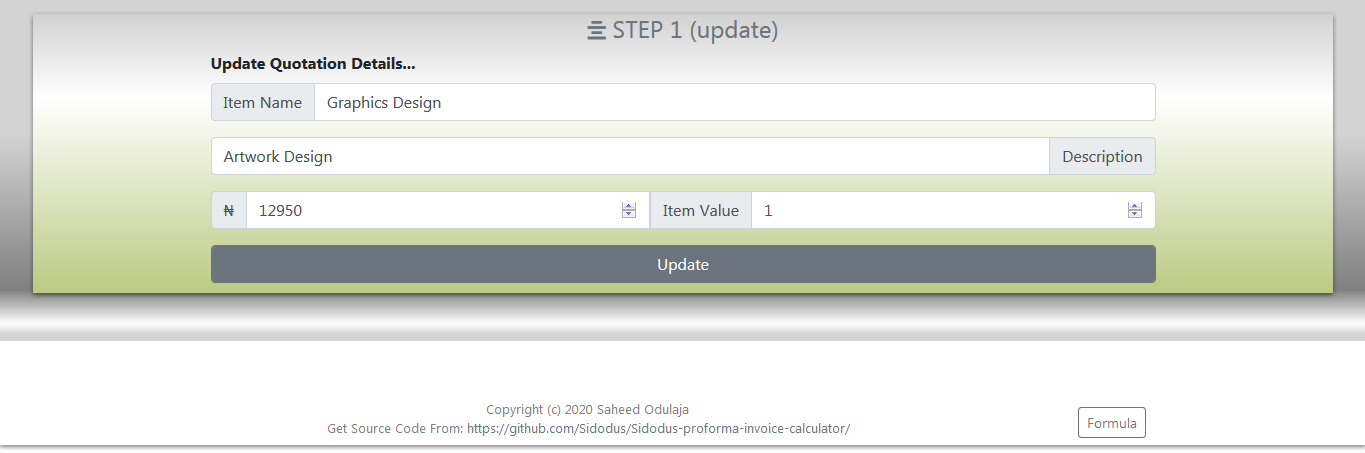 STEP 1 (update)
Update Quotation Details...
Item Name Graphics Design
Artwork Design Description
₦ 12950 Item Value 1
Update
Copyright (c) 2020 Saheed Odulaja
Get Source Code From: https://github.com/Sidodus/Sidodus-proforma-invoice-calculator/
Formula